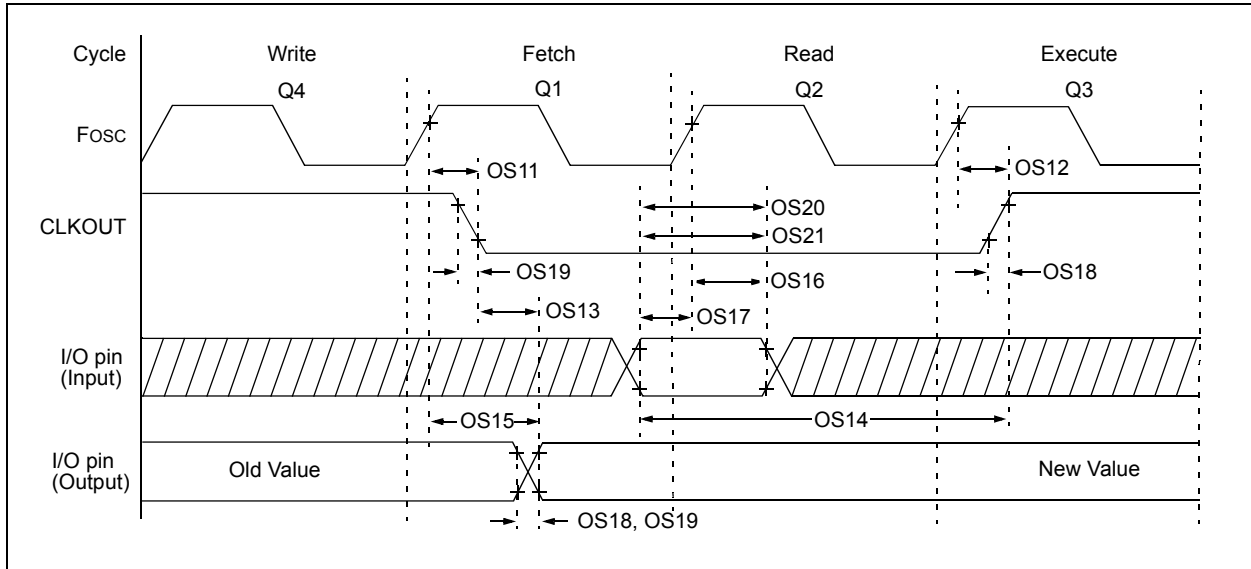 Cycle Write Fetch Read Execute
Q4 Q1 Q2 Q3
FOSC
OS11 OS12
OS20
CLKOUT
OS21
OS19 OS16 OS18
OS13 OS17
I/O pin
(Input)
OS15 OS14
I/O pin
(Output)
Old Value New Value
OS18, OS19